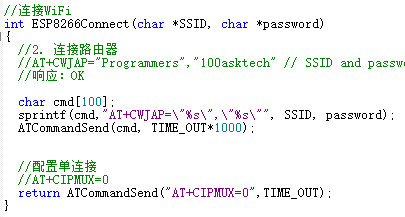 //连接WiFi
int ESP8266Connect(char *SSID, char *password)
{
//2. 连接路由器
//AT+CWJAP="Programmers","100asktech" // SSID and passwo
//响应：OK
char cmd[100];
sprintf(cmd,"AT+CWJAP=\"%s\",\"%s\"", SSID, password);
ATCommandSend(cmd, TIME_OUT*1000);
//配置单连接
//AT+CIPMUX=0
return ATCommandSend("AT+CIPMUX=0",TIME_OUT);
}